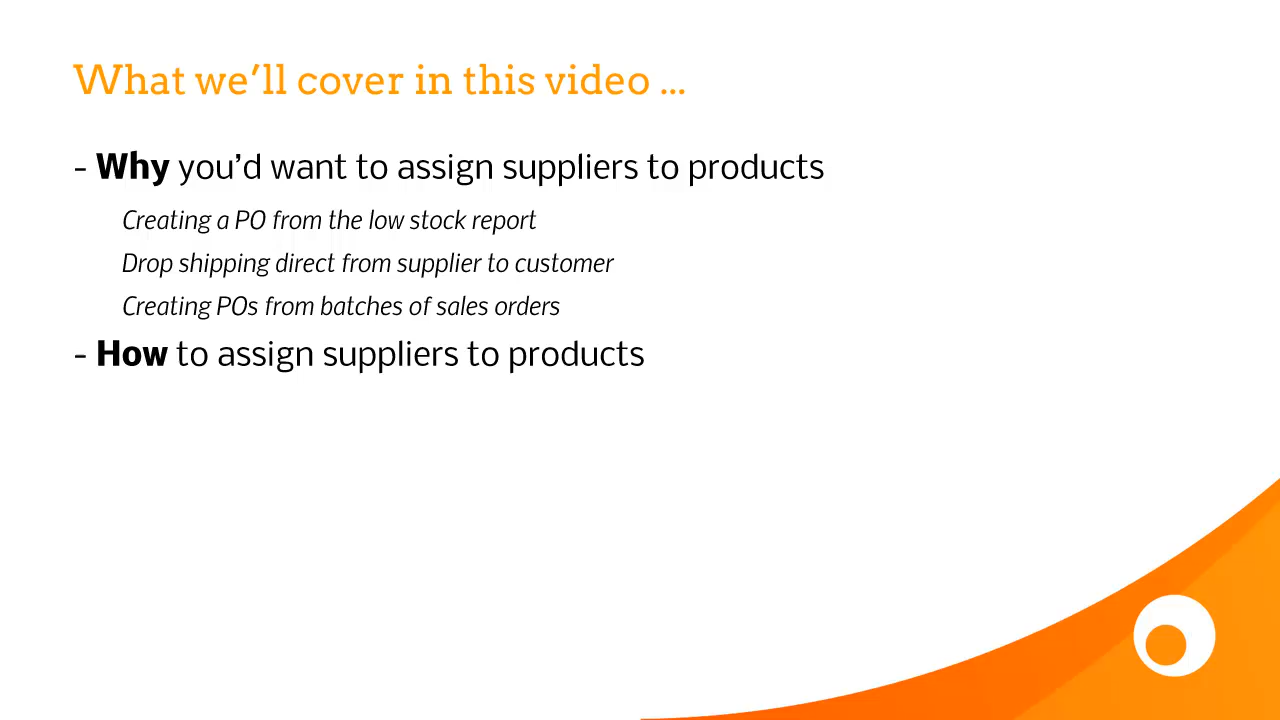 What we’ll cover in this video ...
- Why you’d want to assign suppliers to products
Creating a PO from the low stock report
Drop shipping direct from supplier to customer
Creating POs from batches of sales orders
- How to assign suppliers to products